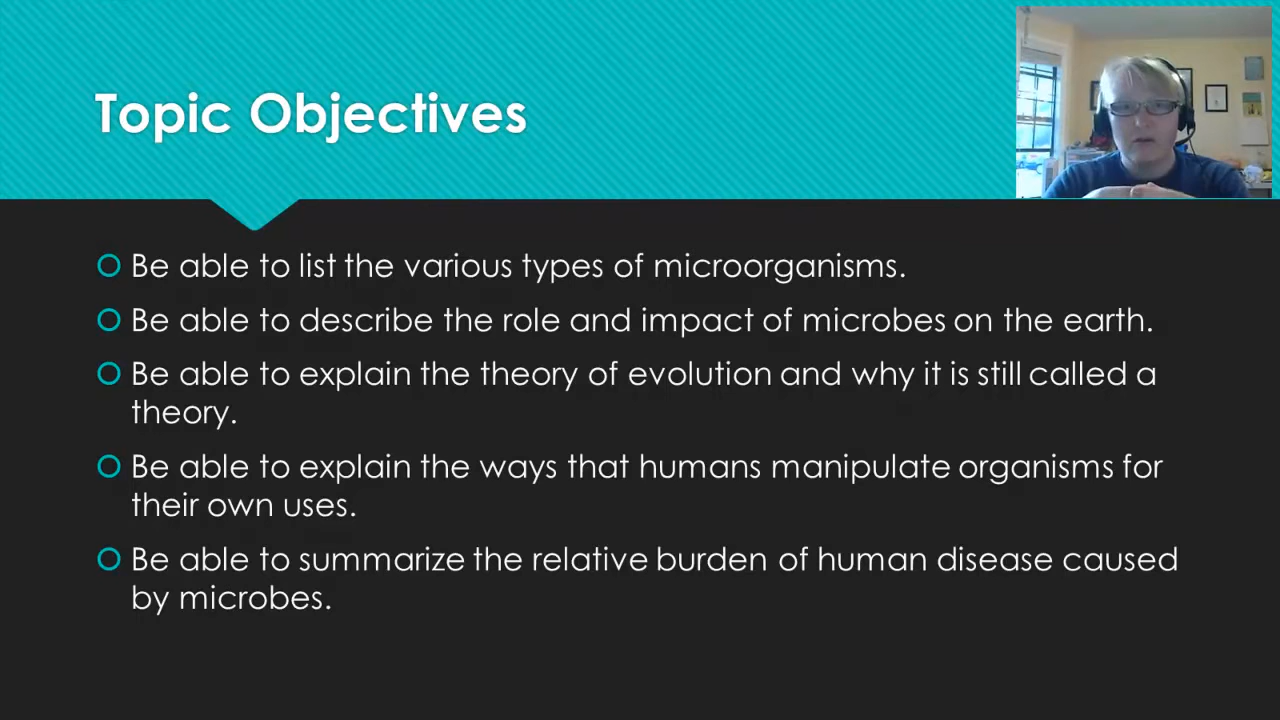 Topic Objectives
Be able to list the various types of microorganisms.
Be able to describe the role and impact of microbes on the earth.
Be able to explain the theory of evolution and why it is still called a
theory.
Be able to explain the ways that humans manipulate organisms for
their own uses.
Be able to summarize the relative burden of human disease caused
by microbes.